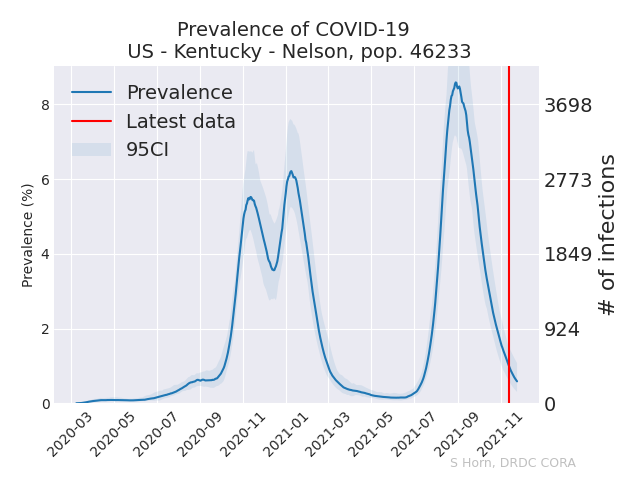 Prevalence of COVID-19
US - Kentucky - Nelson, pop. 46233
Prevalence
Latest data
95CI
Prevalence (%)
8
6
4
2
0
3698
2773
1849
924
0
# of infections
2020-03
2020-05
2020-07
2020-09
2020-11
2021-01
2021-03
2021-05
2021-07
2021-09
2021-11
S Horn, DRDC CORA